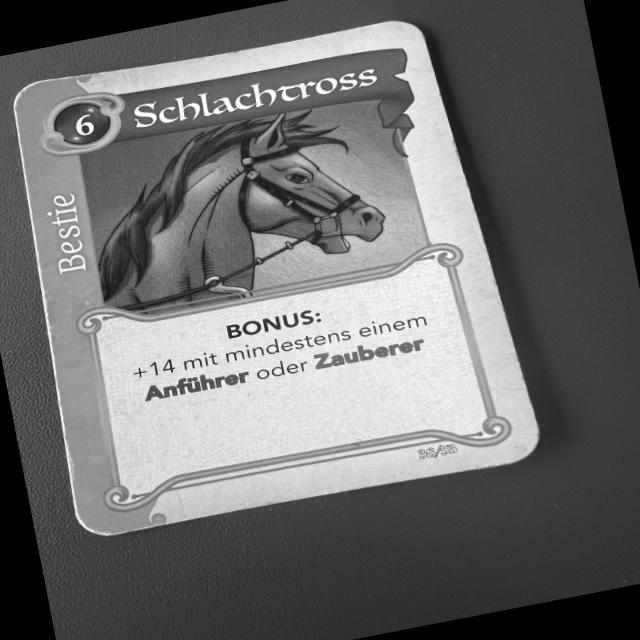 6
Schlachtross
Bestie
BONUS:
+14 mit mindestens einem
Anführer oder Zauberer